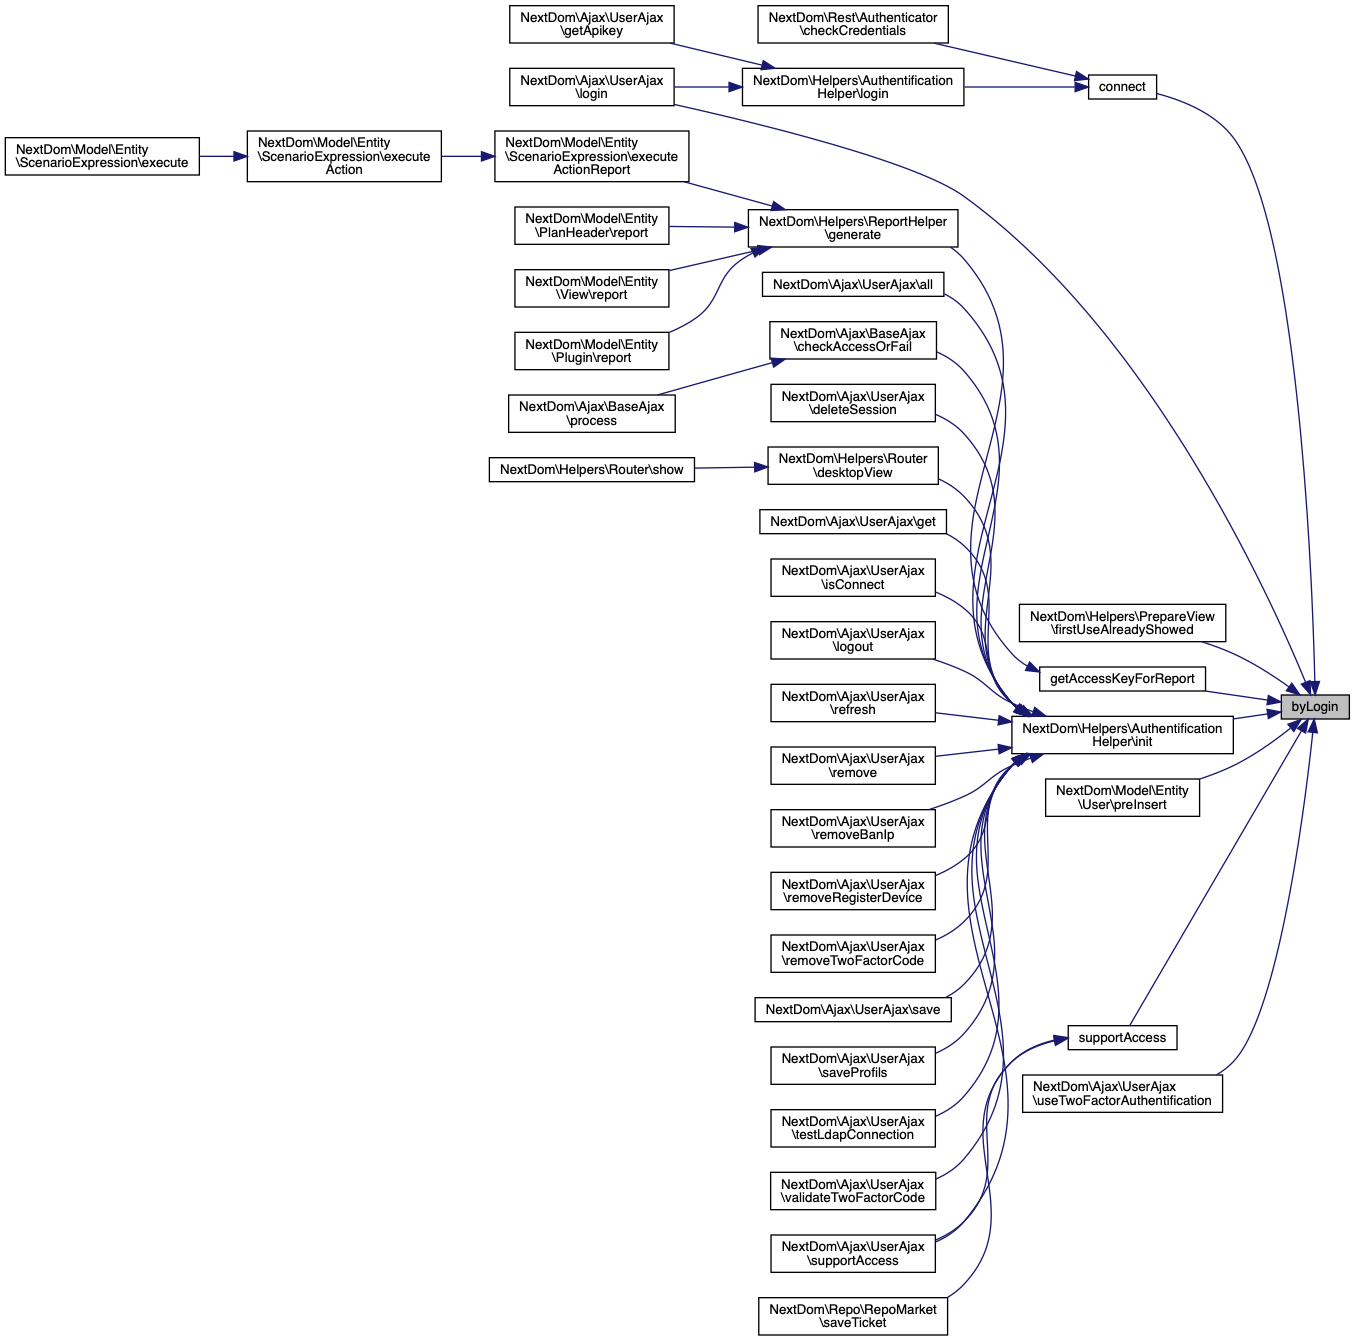 NextDom\Ajax\UserAjax
\getApikey
NextDom\Rest\Authenticator
\checkCredentials
NextDom\Ajax\UserAjax
\login
NextDom\Helpers\Authentification
Helper\login
connect
NextDom\Model\Entity
\ScenarioExpression\execute
NextDom\Model\Entity
\ScenarioExpression\execute
Action
NextDom\Model\Entity
\ScenarioExpression\execute
ActionReport
NextDom\Model\Entity
\PlanHeader\report
NextDom\Helpers\ReportHelper
\generate
NextDom\Model\Entity
\View\report
NextDom\Ajax\UserAjax\all
NextDom\Model\Entity
\Plugin\report
NextDom\Ajax\BaseAjax
\checkAccessOrFail
NextDom\Ajax\BaseAjax
\process
NextDom\Ajax\UserAjax
\deleteSession
NextDom\Helpers\Router\show
NextDom\Helpers\Router
\desktopView
NextDom\Ajax\UserAjax\get
NextDom\Ajax\UserAjax
\isConnect
NextDom\Helpers\PrepareView
\firstUseAlreadyShowed
NextDom\Ajax\UserAjax
\logout
getAccessKeyForReport
NextDom\Ajax\UserAjax
\refresh
byLogin
NextDom\Helpers\Authentification
Helper\init
NextDom\Ajax\UserAjax
\remove
NextDom\Model\Entity
\User\preInsert
NextDom\Ajax\UserAjax
\removeBanIp
NextDom\Ajax\UserAjax
\removeRegisterDevice
NextDom\Ajax\UserAjax
\removeTwoFactorCode
NextDom\Ajax\UserAjax\save
supportAccess
NextDom\Ajax\UserAjax
\saveProfils
NextDom\Ajax\UserAjax
\useTwoFactorAuthentification
NextDom\Ajax\UserAjax
\testLdapConnection
NextDom\Ajax\UserAjax
\validateTwoFactorCode
NextDom\Ajax\UserAjax
\supportAccess
NextDom\Repo\RepoMarket
\saveTicket